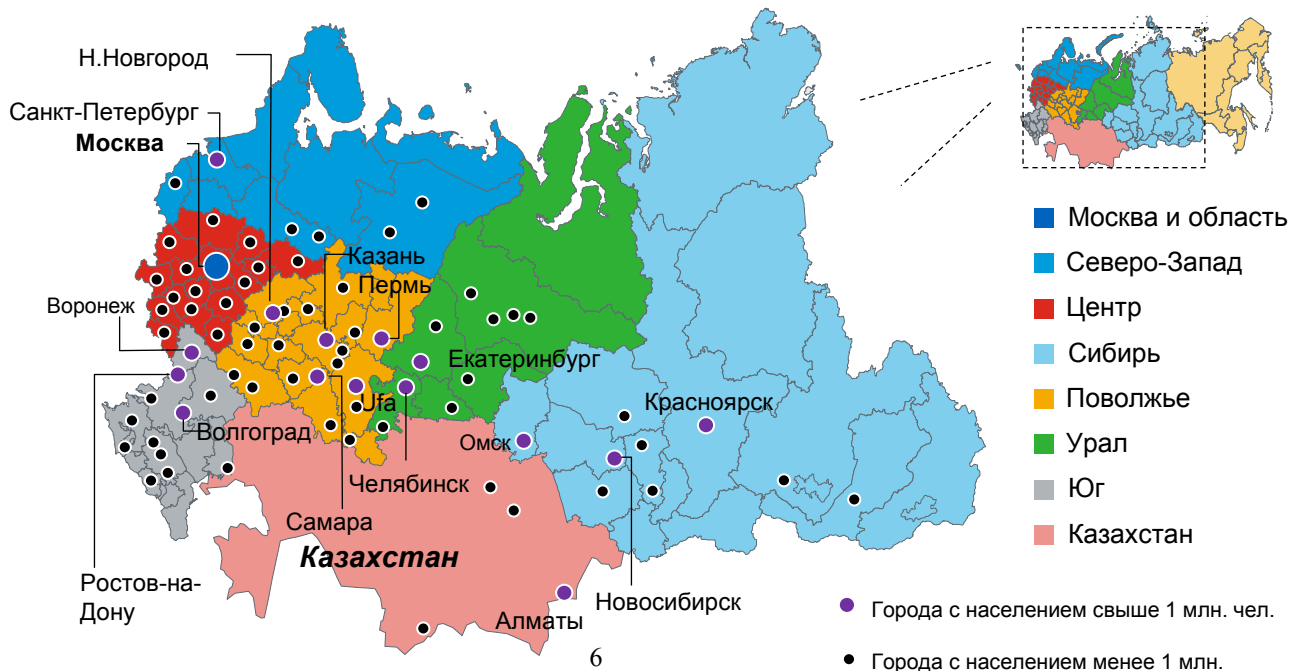 Н.Новгород
Санкт-Петербург
Москва
Казань
Пермь
Воронеж
Екатеринбург
Ufa
Красноярск
Волгоград
Омск
Челябинск
Самара
Казахстан
Ростов-на-
Дону
Новосибирск
Алматы
6
Москва и область
Северо-Запад
Центр
Сибирь
Поволжье
Урал
Юг
Казахстан
Города с населением свыше 1 млн. чел.
Города с населением менее 1 млн.